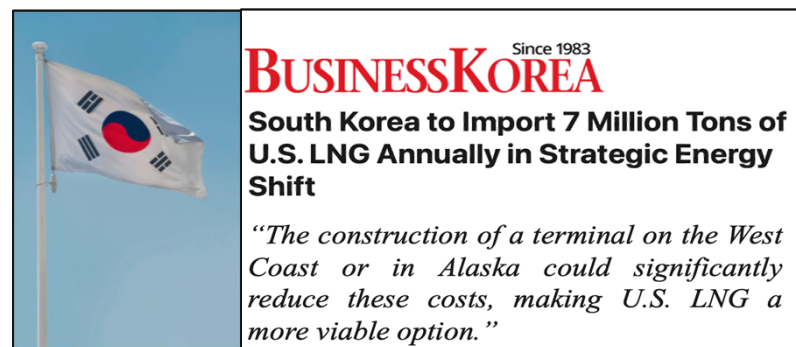 Since 1983
BUSINESSKOREA
South Korea to Import 7 Million Tons of
U.S. LNG Annually in Strategic Energy
Shift
“The construction of a terminal on the West
Coast or in Alaska could significantly
reduce these costs, making U.S. LNG a
more viable option.”